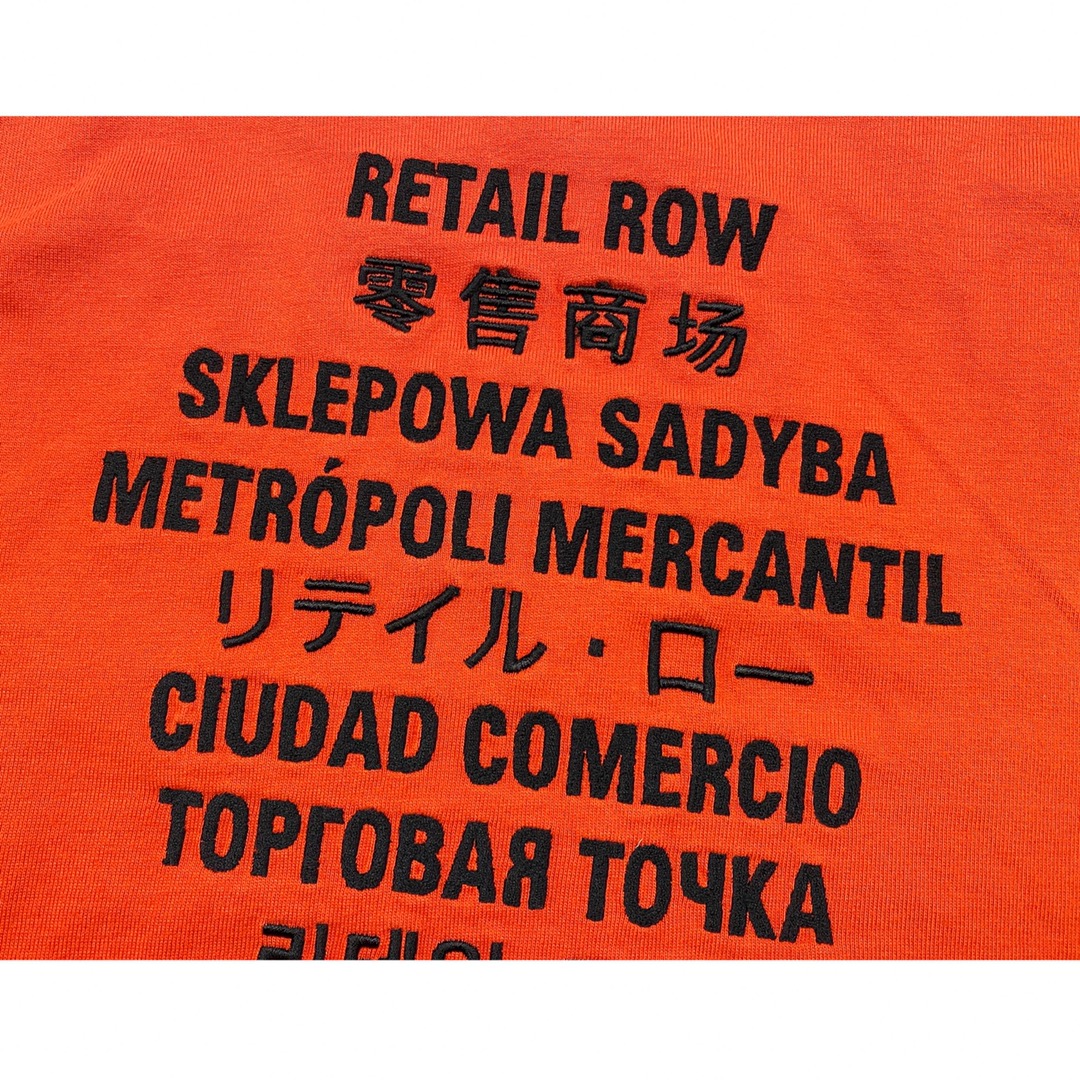 RETAIL ROW
零售商场
SKLEPOWA SADYBA
METRÓPOLI MERCANTIL
リテイル・ロー
CIUDAD COMERCIO
ТОРГОВАЯ ТОЧКА